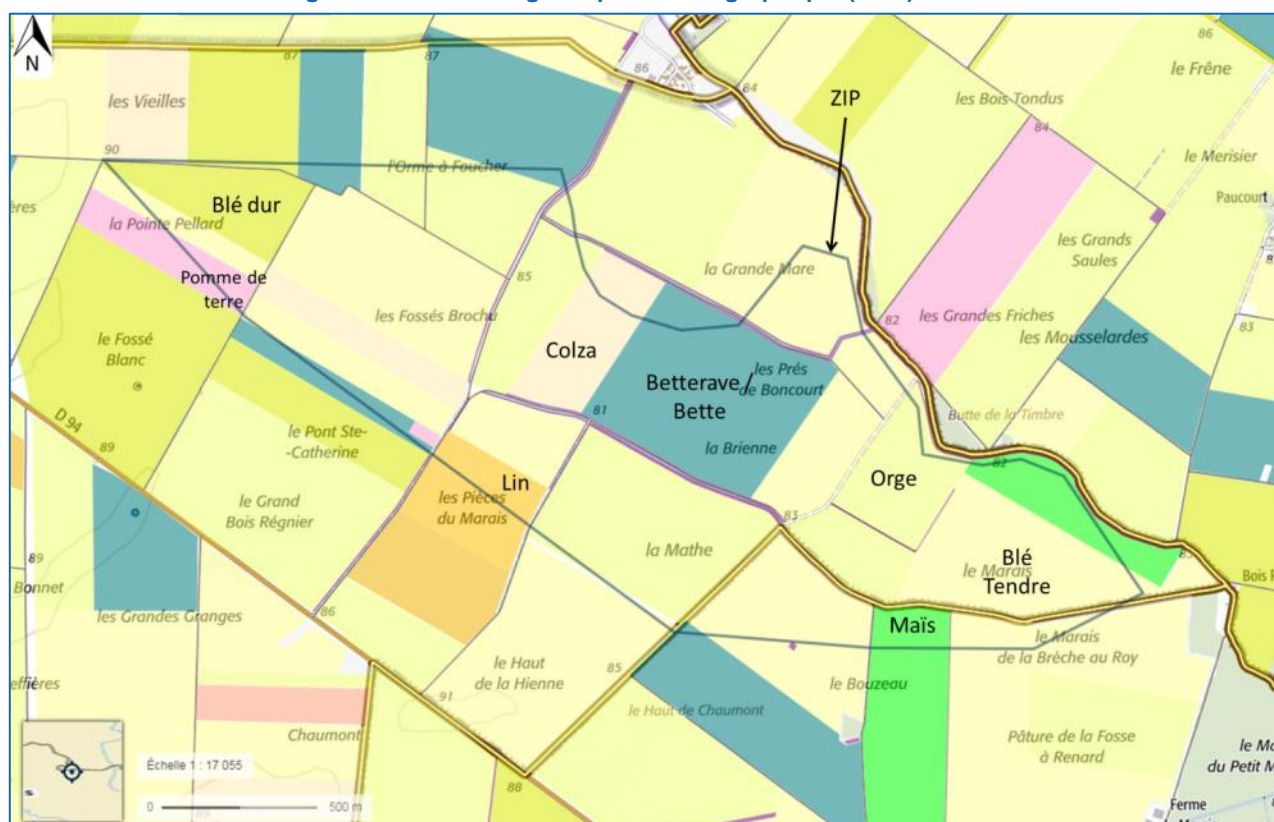 N
87
87
86
84
86
le Frêne
les Vieilles
ZIP
les Bois Tondus
84
le Merisier
90
l'Orme à Foucher
Paucourt
Blé dur
la Pointe Pellard
les Grands
Saules
85
la Grande Mare
Pomme de
terre
les Fossés Brochu
82
les Grandes Friches
les Mousselardes
83
le Fossé
Blanc
Colza
les Prés
de Boncourt
Betterave /
Bette
Butte de la Timbre
81
D 94
89
le Pont Ste-
-Catherine
la Brienne
82
Orge
Lin
les Pièces
du Marais
le Grand
Bois Régnier
83
la Mathe
89
Bonnet
le Marais
Blé
Tendre
les Grandes Granges
86
Maïs
le Marais
de la Brèche au Roy
le Haut
de la Hienne
85
le Bouzeau
91
le Haut de Chaumont
Chaumont
Pâture de la Fosse
à Renard
Échelle 1 : 17 055
0
500 m
88
Ferme